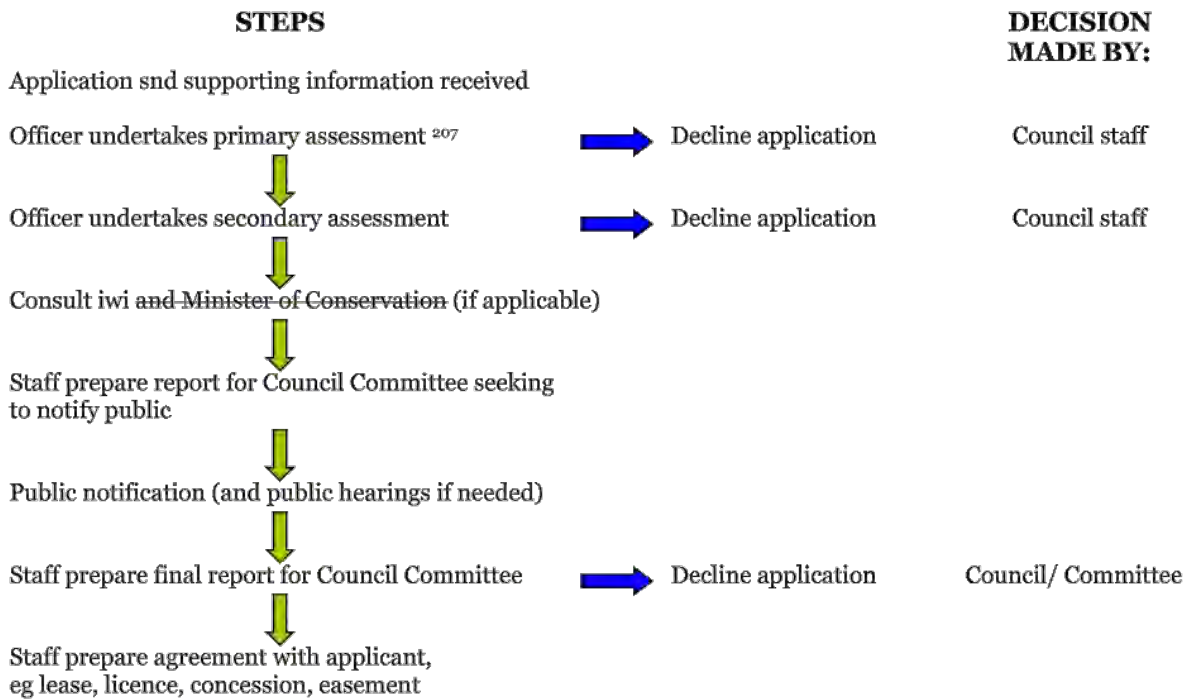 STEPS
DECISION
MADE BY:
Application snd supporting information received
Officer undertakes primary assessment 207 Decline application Council staff
Officer undertakes secondary assessment Decline application Council staff
Consult iwi and Minister of Conservation (if applicable)
Staff prepare report for Council Committee seeking
to notify public
Public notification (and public hearings if needed)
Staff prepare final report for Council Committee Decline application Council/ Committee
Staff prepare agreement with applicant,
eg lease, licence, concession, easement